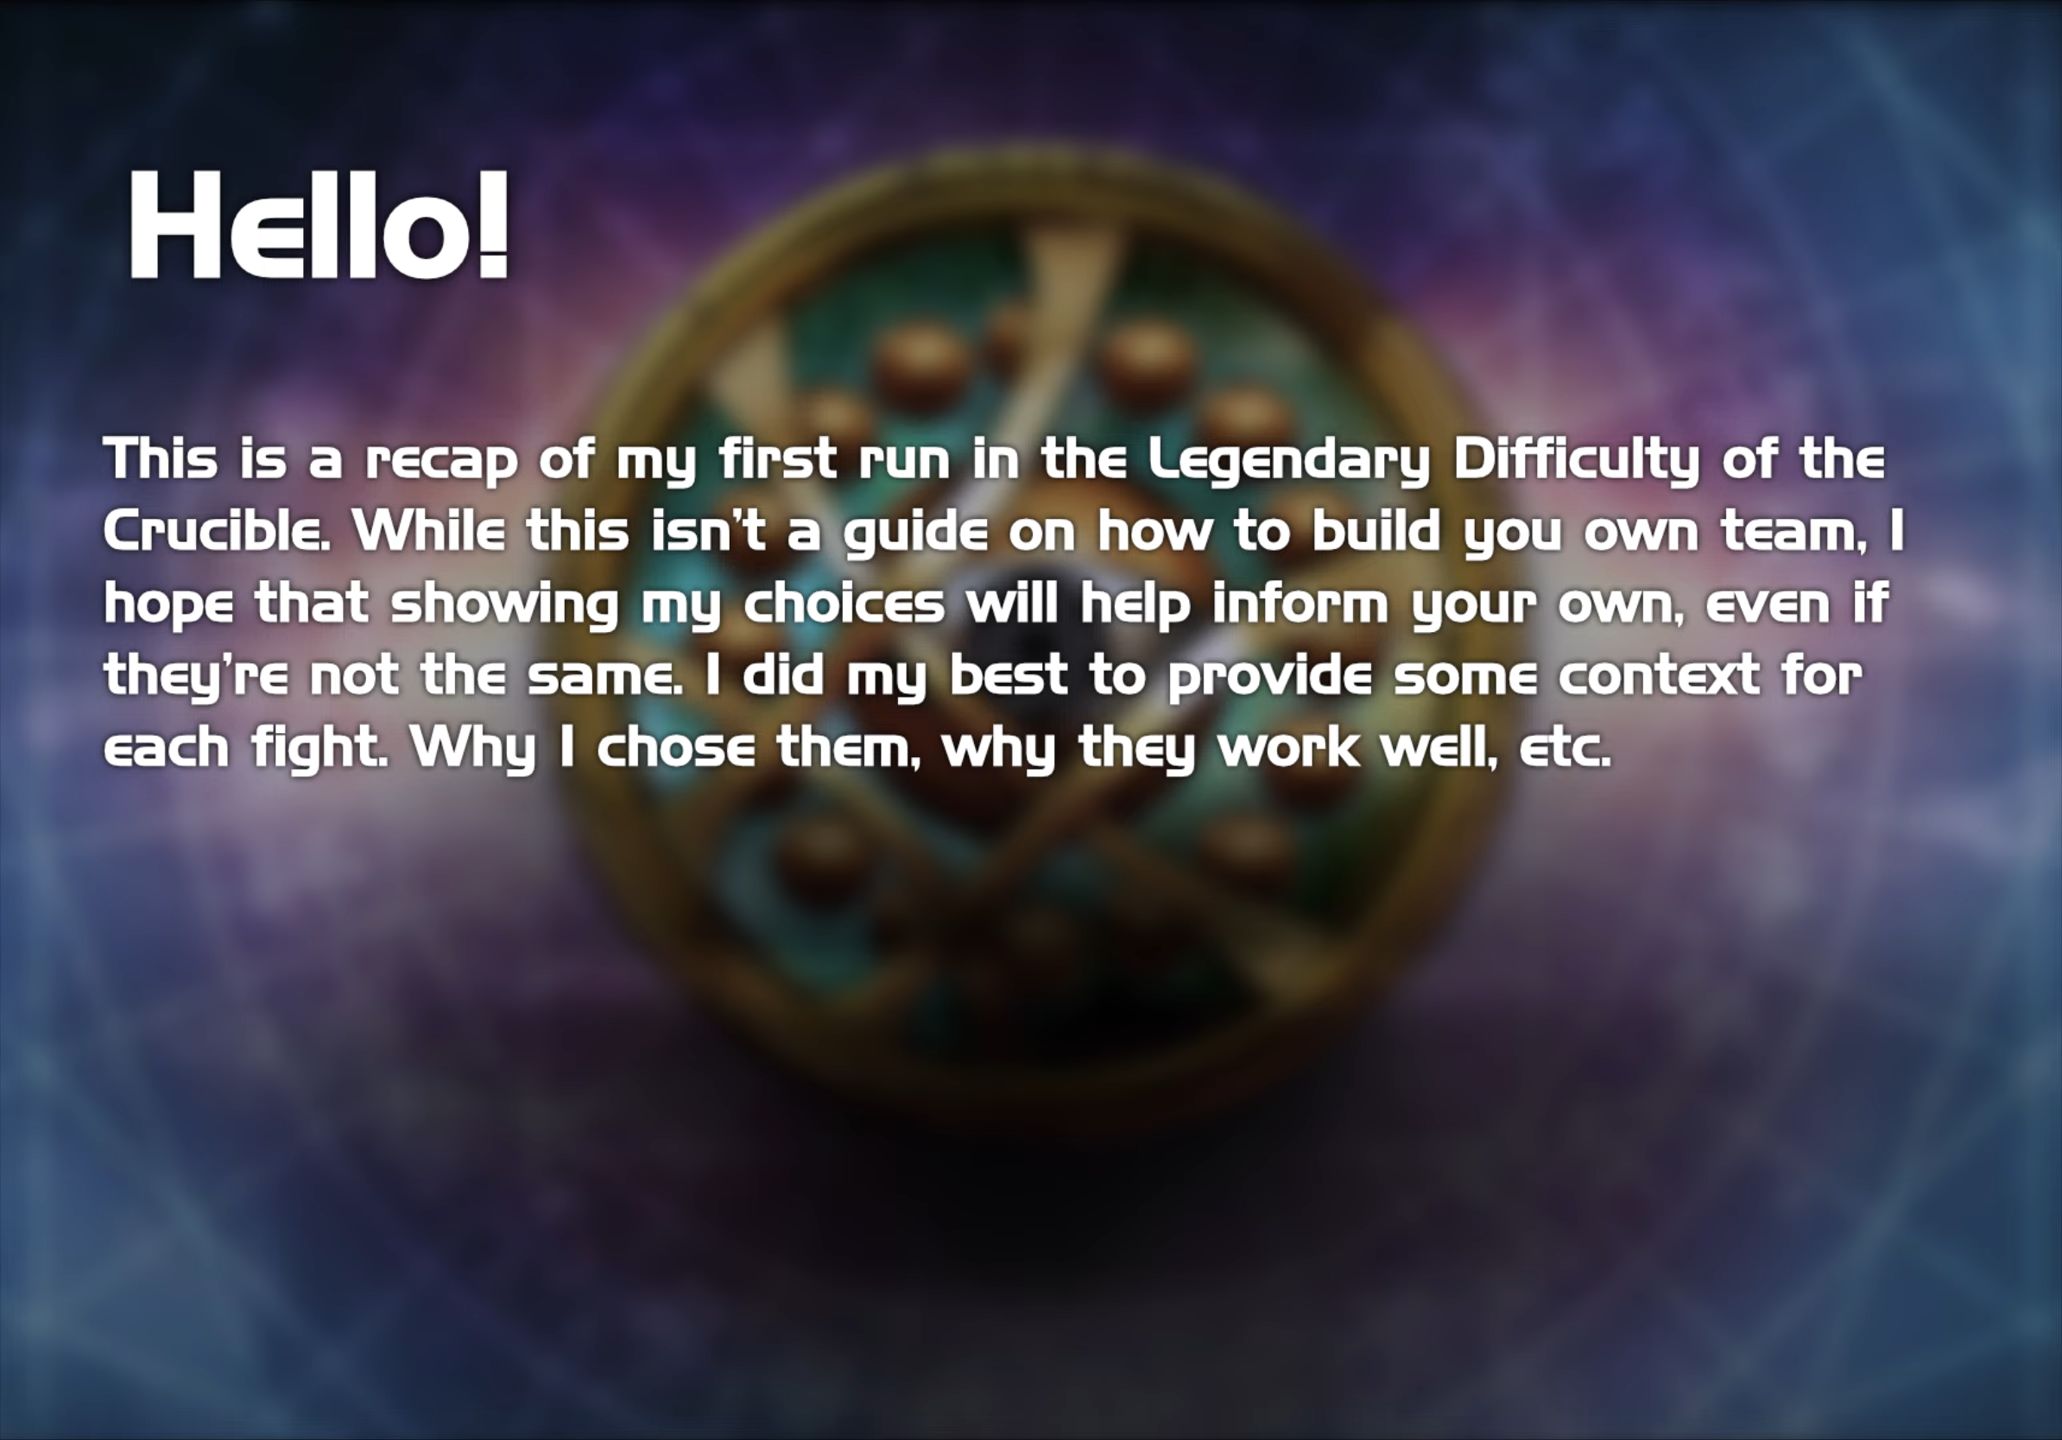 Hello!
This is a recap of my first run in the Legendary Difficulty of the
Crucible. While this isn't a guide on how to build you own team, I
hope that showing my choices will help inform your own, even if
they're not the same. I did my best to provide some context for
each fight. Why I chose them, why they work well, etc.